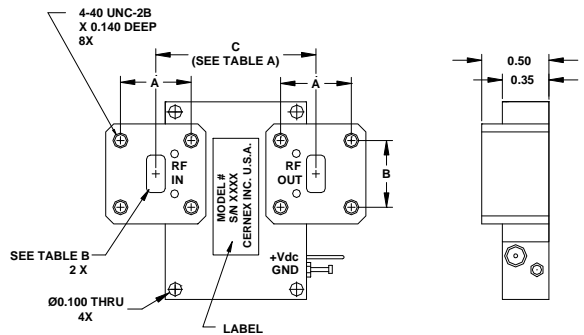 4-40 UNC-2B
X 0.140 DEEP
8X
C
(SEE TABLE A)
A
A
0.50
0.35
RF
IN
MODEL #
S/N XXXX
CERNEX INC. U.S.A.
RF
OUT
B
SEE TABLE B
2 X
+Vdc
GND
Ø0.100 THRU
4X
LABEL